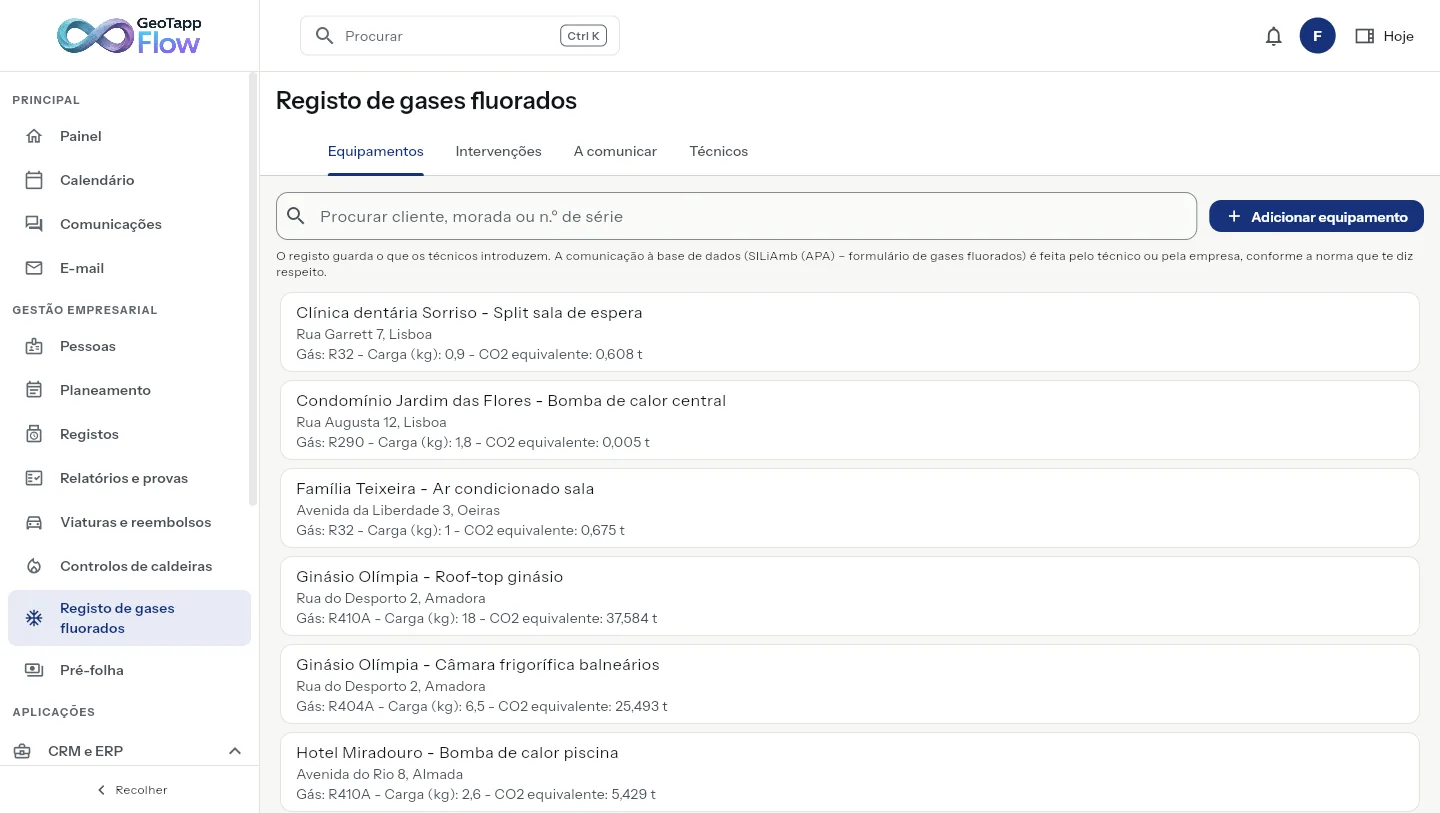 GeoTapp
Flow
Procurar
Ctrl K
F
Hoje
PRINCIPAL
Painel
Calendário
Comunicações
E-mail
GESTÃO EMPRESARIAL
Pessoas
Planeamento
Registos
Relatórios e provas
Viaturas e reembolsos
Controlos de caldeiras
Registo de gases
fluorados
Pré-folha
APLICAÇÕES
CRM e ERP
Recolher
Registo de gases fluorados
Equipamentos
Intervenções
A comunicar
Técnicos
Procurar cliente, morada ou n.º de série
+ Adicionar equipamento
O registo guarda o que os técnicos introduzem. A comunicação à base de dados (SILiAmb (APA) – formulário de gases fluorados) é feita pelo técnico ou pela empresa, conforme a norma que te diz
respeito.
Clínica dentária Sorriso - Split sala de espera
Rua Garrett 7, Lisboa
Gás: R32 - Carga (kg): 0,9 - CO2 equivalente: 0,608 t
Condomínio Jardim das Flores - Bomba de calor central
Rua Augusta 12, Lisboa
Gás: R290 - Carga (kg): 1,8 - CO2 equivalente: 0,005 t
Família Teixeira - Ar condicionado sala
Avenida da Liberdade 3, Oeiras
Gás: R32 - Carga (kg): 1 - CO2 equivalente: 0,675 t
Ginásio Olímpia - Roof-top ginásio
Rua do Desporto 2, Amadora
Gás: R410A - Carga (kg): 18 - CO2 equivalente: 37,584 t
Ginásio Olímpia - Câmara frigorífica balneários
Rua do Desporto 2, Amadora
Gás: R404A - Carga (kg): 6,5 - CO2 equivalente: 25,493 t
Hotel Miradouro - Bomba de calor piscina
Avenida do Rio 8, Almada
Gás: R410A - Carga (kg): 2,6 - CO2 equivalente: 5,429 t